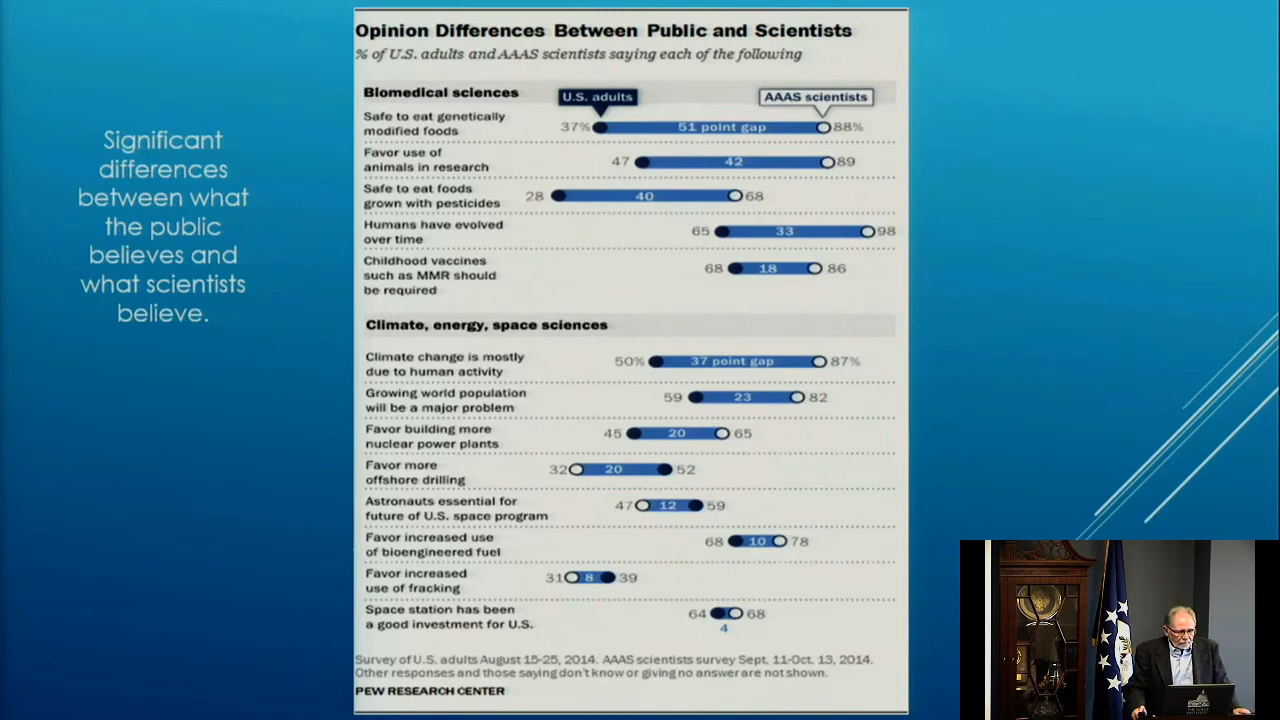 Significant
differences
between what
the public
believes and
what scientists
believe.
Opinion Differences Between Public and Scientists
% of U.S. adults and AAAS scientists saying each of the following
Biomedical sciences
U.S. adults
AAAS scientists
Safe to eat genetically
modified foods
37% 51 point gap 88%
Favor use of
animals in research
47 42 89
Safe to eat foods
grown with pesticides
28 40 68
Humans have evolved
over time
65 33 98
Childhood vaccines
such as MMR should
be required
68 18 86
Climate, energy, space sciences
Climate change is mostly
due to human activity
50% 37 point gap 87%
Growing world population
will be a major problem
59 23 82
Favor building more
nuclear power plants
45 20 65
Favor more
offshore drilling
32 20 52
Astronauts essential for
future of U.S. space program
47 12 59
Favor increased use
of bioengineered fuel
68 10 78
Favor increased
use of fracking
31 8 39
Space station has been
a good investment for U.S.
64 68
4
Survey of U.S. adults August 15-25, 2014. AAAS scientists survey Sept. 11-Oct. 13, 2014.
Other responses and those saying don't know or giving no answer are not shown.
PEW RESEARCH CENTER